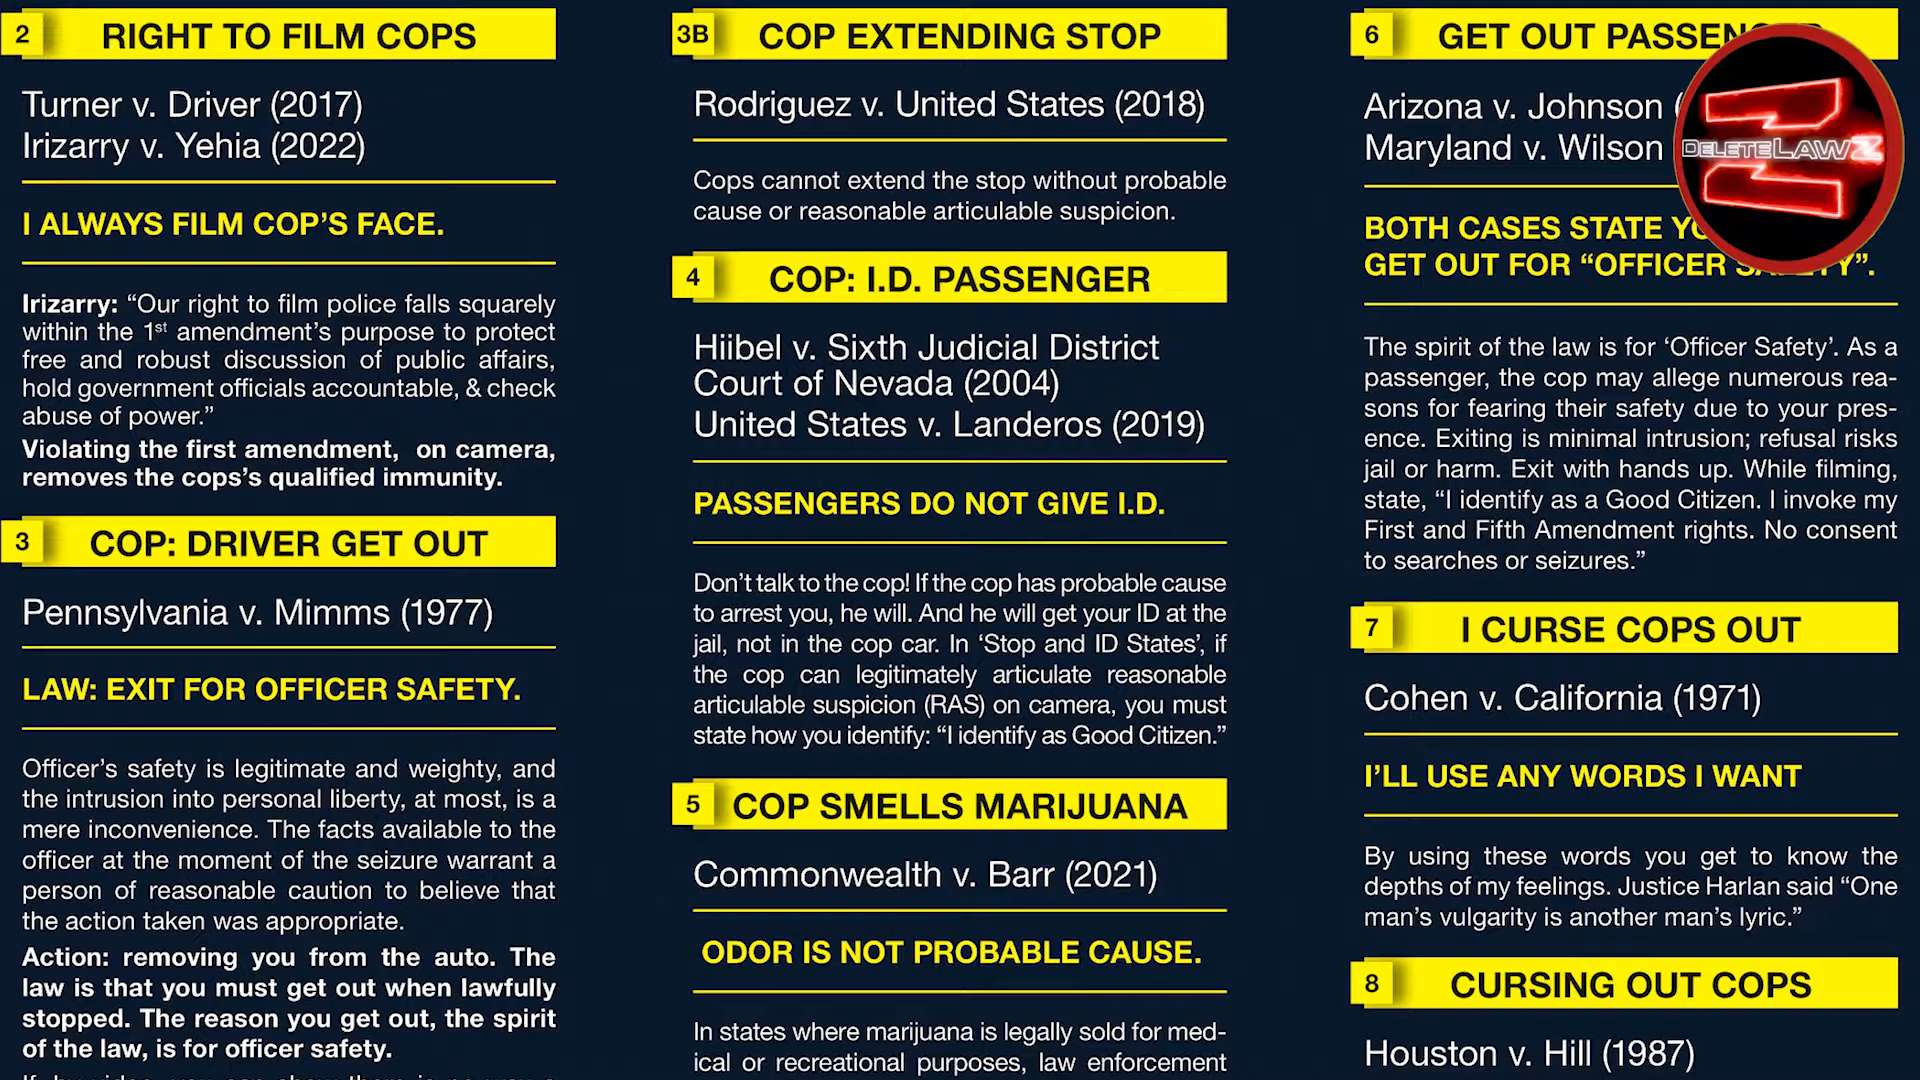 2 RIGHT TO FILM COPS
Turner v. Driver (2017)
Irizarry v. Yehia (2022)
I ALWAYS FILM COP'S FACE.
Irizarry: “Our right to film police falls squarely
within the 1st amendment's purpose to protect
free and robust discussion of public affairs,
hold government officials accountable, & check
abuse of power.”
Violating the first amendment, on camera,
removes the cops's qualified immunity.
3 COP: DRIVER GET OUT
Pennsylvania v. Mimms (1977)
LAW: EXIT FOR OFFICER SAFETY.
Officer's safety is legitimate and weighty, and
the intrusion into personal liberty, at most, is a
mere inconvenience. The facts available to the
officer at the moment of the seizure warrant a
person of reasonable caution to believe that
the action taken was appropriate.
Action: removing you from the auto. The
law is that you must get out when lawfully
stopped. The reason you get out, the spirit
of the law, is for officer safety.
3B COP EXTENDING STOP
Rodriguez v. United States (2018)
Cops cannot extend the stop without probable
cause or reasonable articulable suspicion.
4 COP: I.D. PASSENGER
Hiibel v. Sixth Judicial District
Court of Nevada (2004)
United States v. Landeros (2019)
PASSENGERS DO NOT GIVE I.D.
Don't talk to the cop! If the cop has probable cause
to arrest you, he will. And he will get your ID at the
jail, not in the cop car. In ‘Stop and ID States’, if
the cop can legitimately articulate reasonable
articulable suspicion (RAS) on camera, you must
state how you identify: “I identify as Good Citizen.”
5 COP SMELLS MARIJUANA
Commonwealth v. Barr (2021)
ODOR IS NOT PROBABLE CAUSE.
In states where marijuana is legally sold for med-
ical or recreational purposes, law enforcement
6 GET OUT
Arizona v. Johnson
Maryland v. Wilson
BOTH CASES STATE
GET OUT FOR “OFFICER
The spirit of the law is for ‘Officer Safety’. As a
passenger, the cop may allege numerous rea-
sons for fearing their safety due to your pres-
ence. Exiting is minimal intrusion; refusal risks
jail or harm. Exit with hands up. While filming,
state, “I identify as a Good Citizen. I invoke my
First and Fifth Amendment rights. No consent
to searches or seizures.”
7 I CURSE COPS OUT
Cohen v. California (1971)
I'LL USE ANY WORDS I WANT
By using these words you get to know the
depths of my feelings. Justice Harlan said “One
man's vulgarity is another man's lyric.”
8 CURSING OUT COPS
Houston v. Hill (1987)
DELETELAWZ